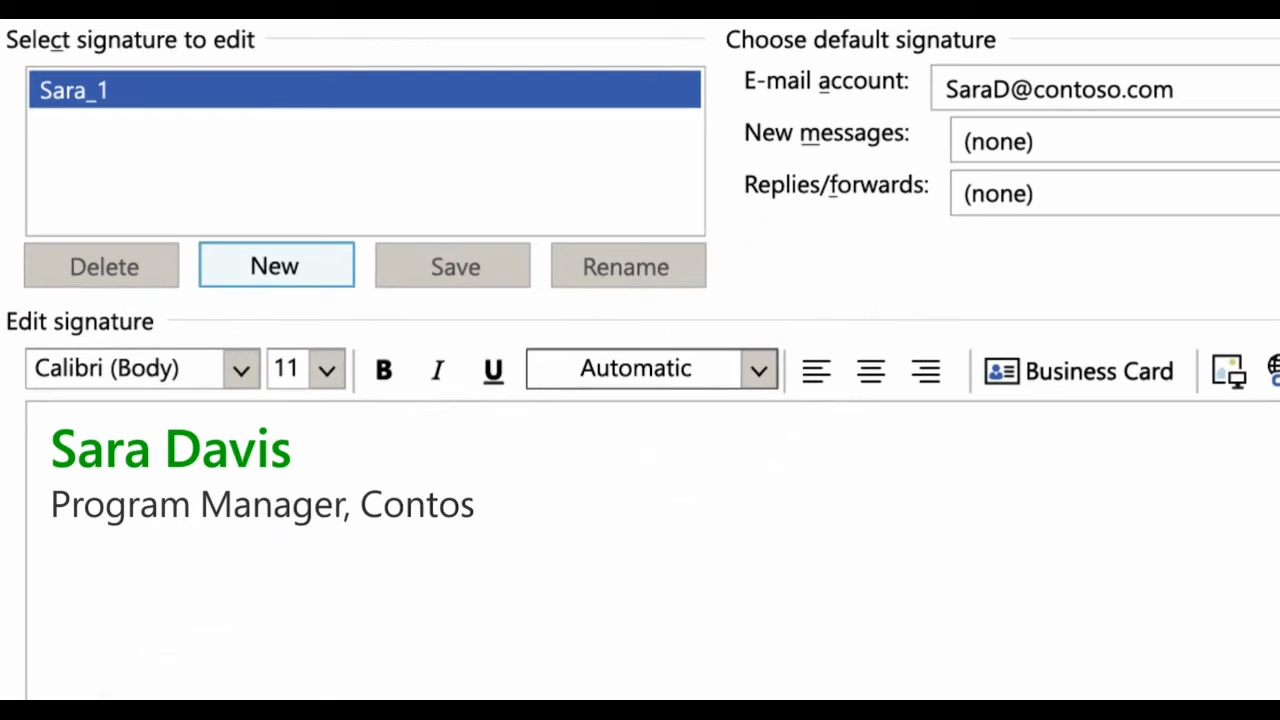 Select signature to edit
Sara_1
Delete New Save Rename
Choose default signature
E-mail account: SaraD@contoso.com
New messages: (none)
Replies/forwards: (none)
Edit signature
Calibri (Body) 11 B I U Automatic Business Card
Sara Davis
Program Manager, Contos